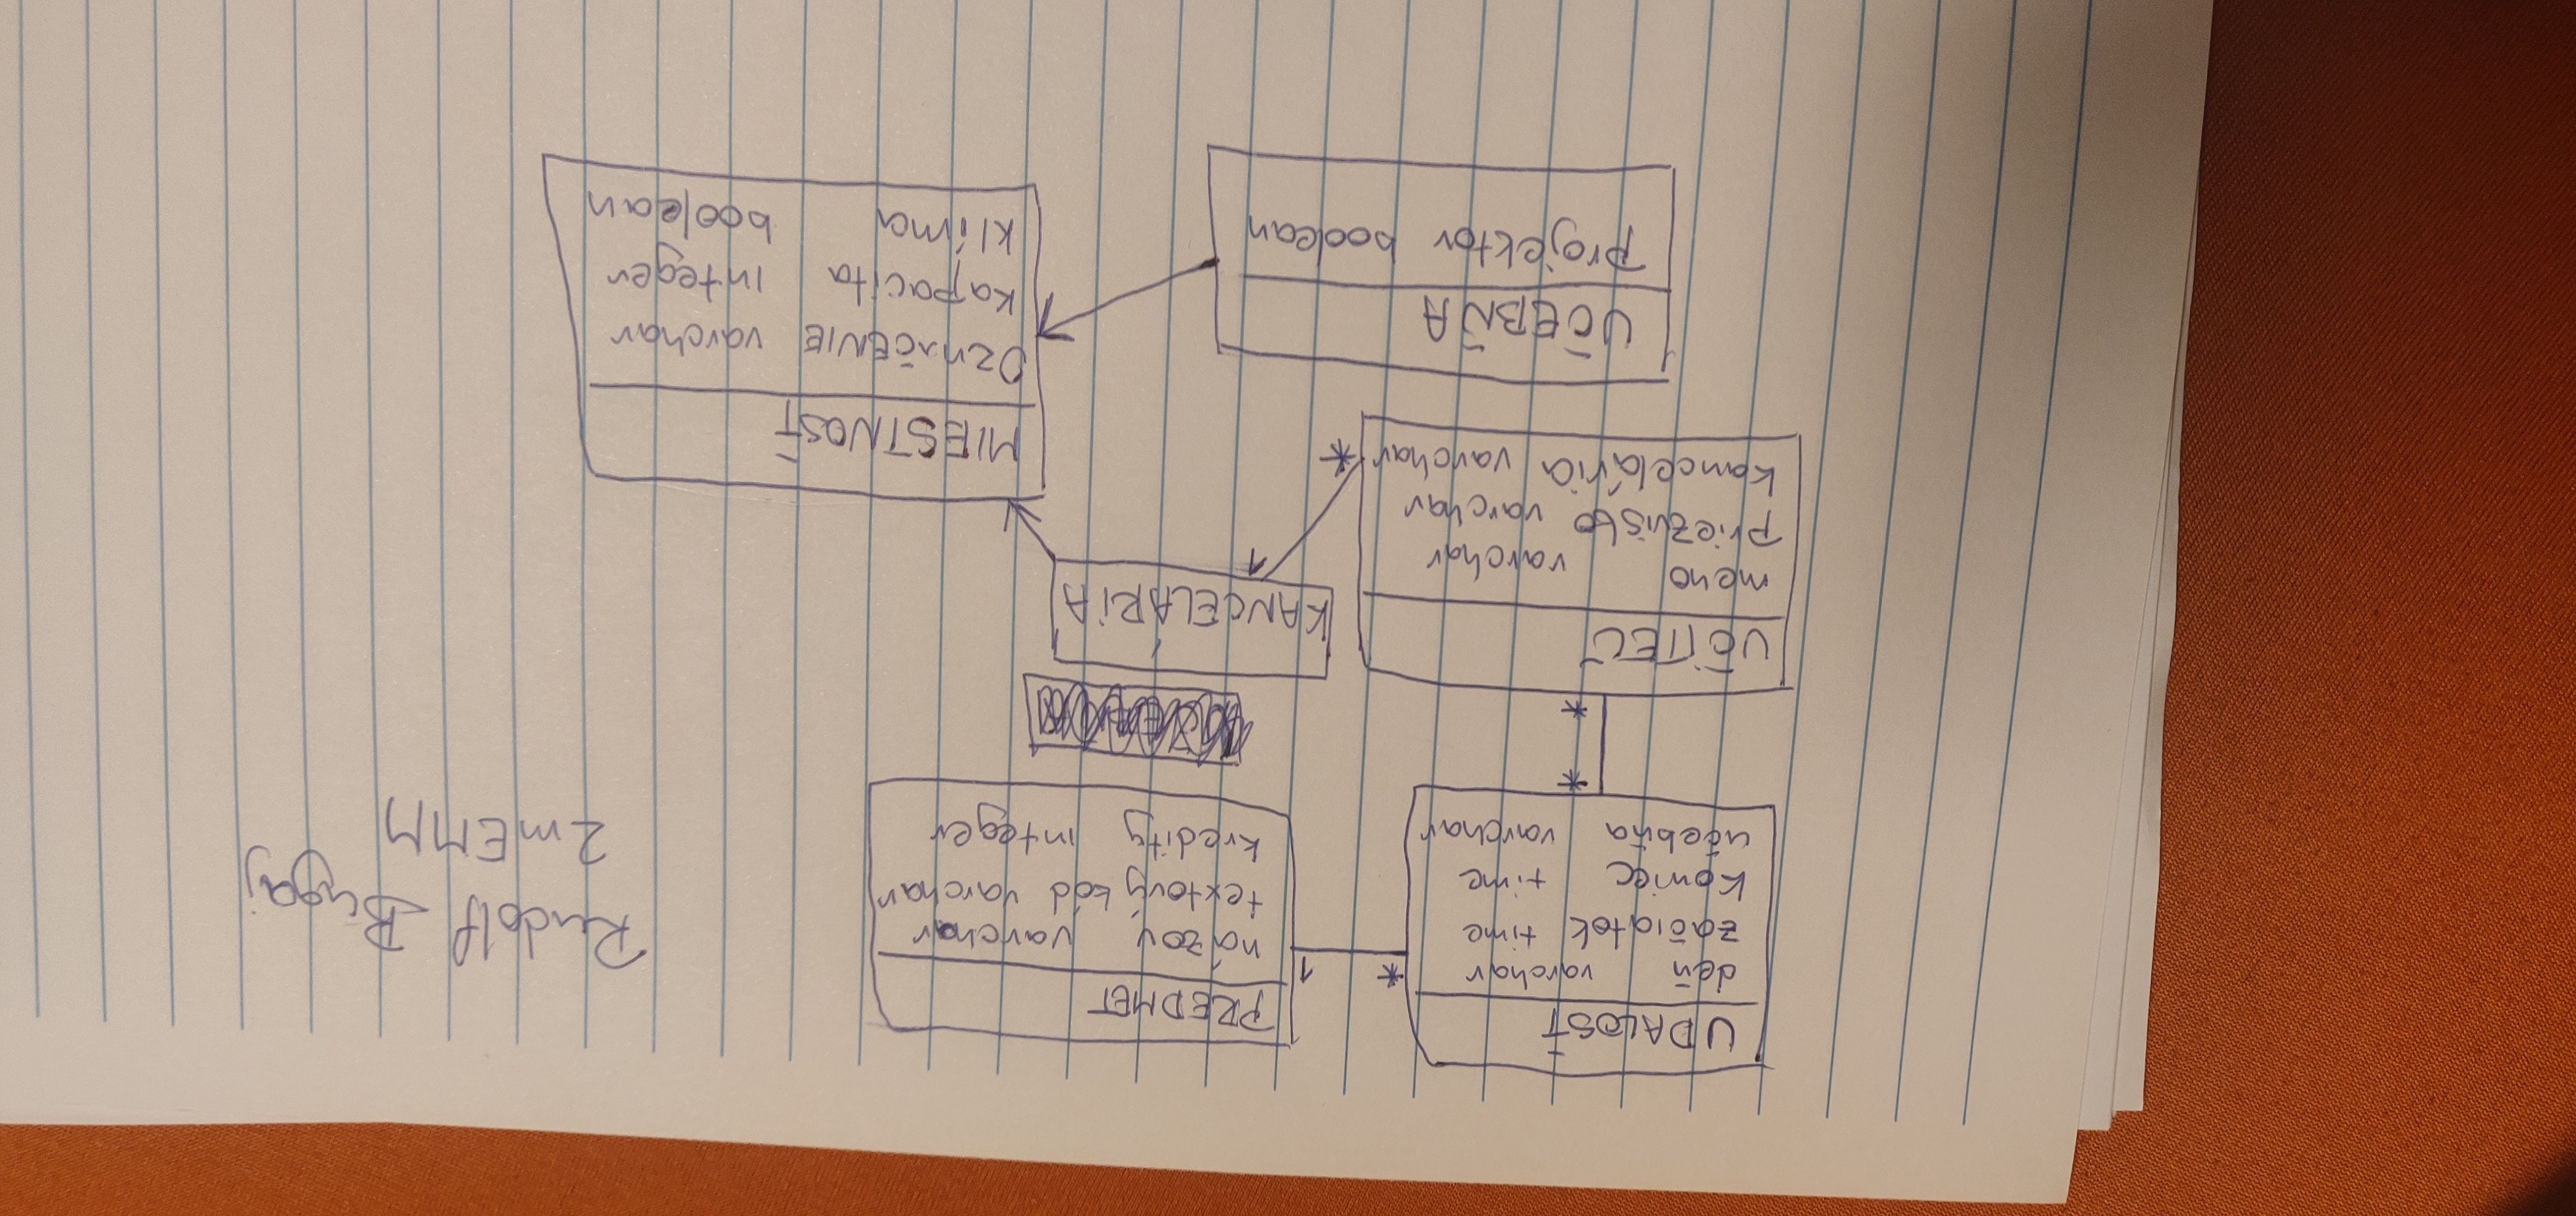 Rudolf Bugaj
2mEMM
UDALOSŤ
deň varchar
začiatok time
koniec time
učebňa varchar
* 1
PREDMET
názov varchar
textový kód varchar
kredity integer
*
*
UČITEĽ
meno varchar
Priezvisko varchar
kancelária varchar
* 1
KANCELÁRIA
MIESTNOSŤ
OZNAČENIE varchar
kapacita integer
klíma boolean
UČEBŇA
Projektor boolean